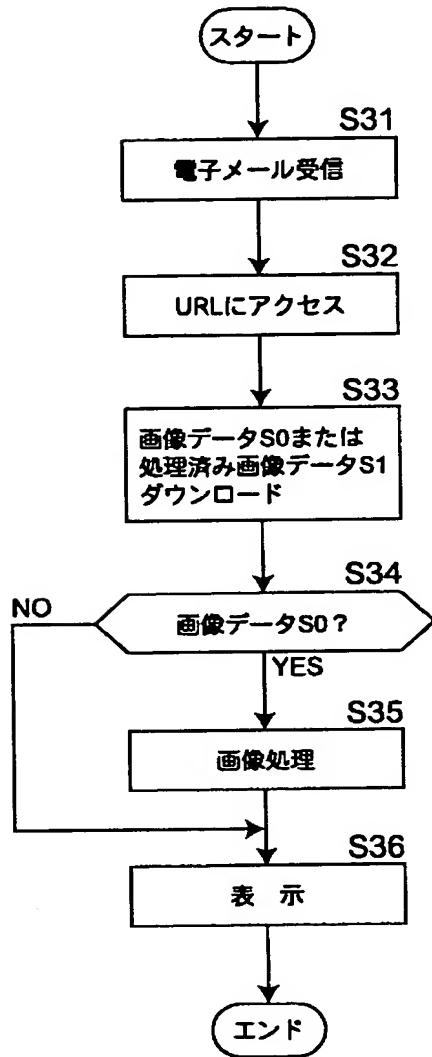 スタート
S31
電子メール受信
S32
URLにアクセス
S33
画像データS0または
処理済み画像データS1
ダウンロード
S34
NO
画像データS0?
YES
S35
画像処理
S36
表 示
エンド